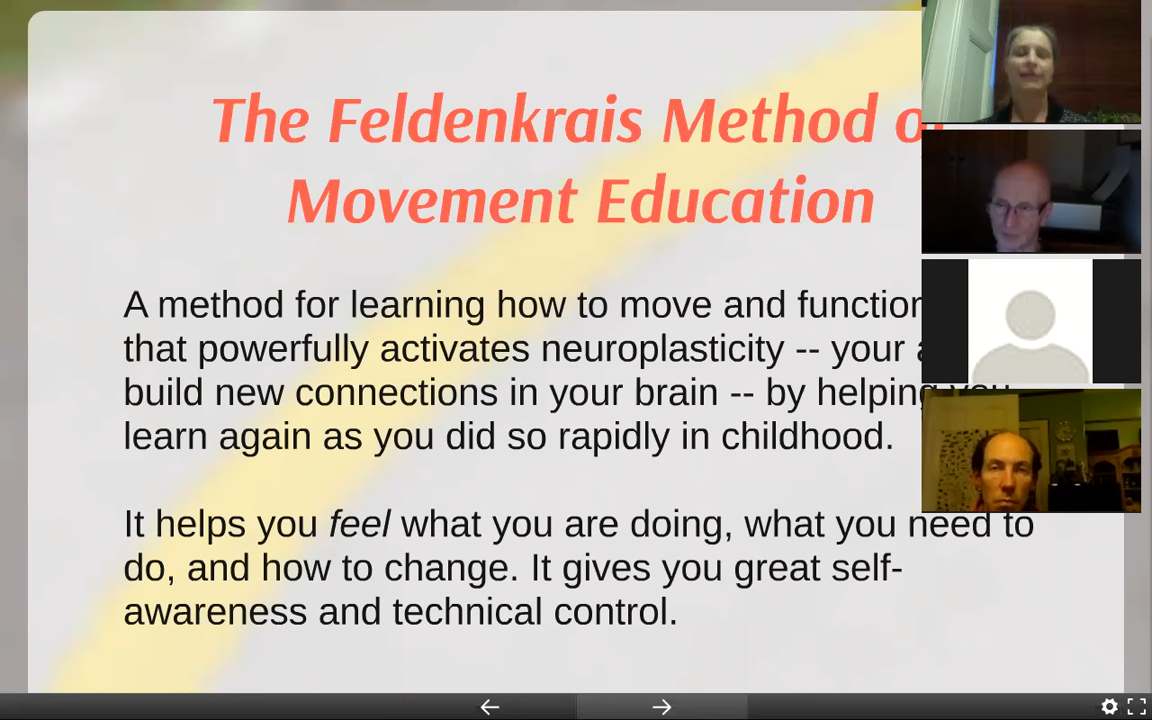 The Feldenkrais Method of
Movement Education
A method for learning how to move and function
that powerfully activates neuroplasticity -- your
build new connections in your brain -- by helping you
learn again as you did so rapidly in childhood.
It helps you feel what you are doing, what you need to
do, and how to change. It gives you great self-
awareness and technical control.